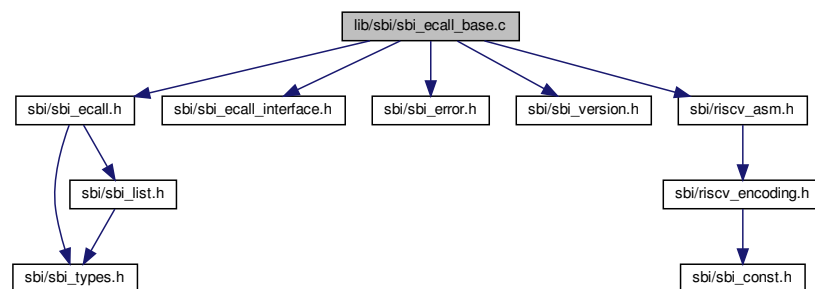 lib/sbi/sbi_ecall_base.c
sbi/sbi_ecall.h
sbi/sbi_ecall_interface.h
sbi/sbi_error.h
sbi/sbi_version.h
sbi/riscv_asm.h
sbi/sbi_list.h
sbi/riscv_encoding.h
sbi/sbi_types.h
sbi/sbi_const.h